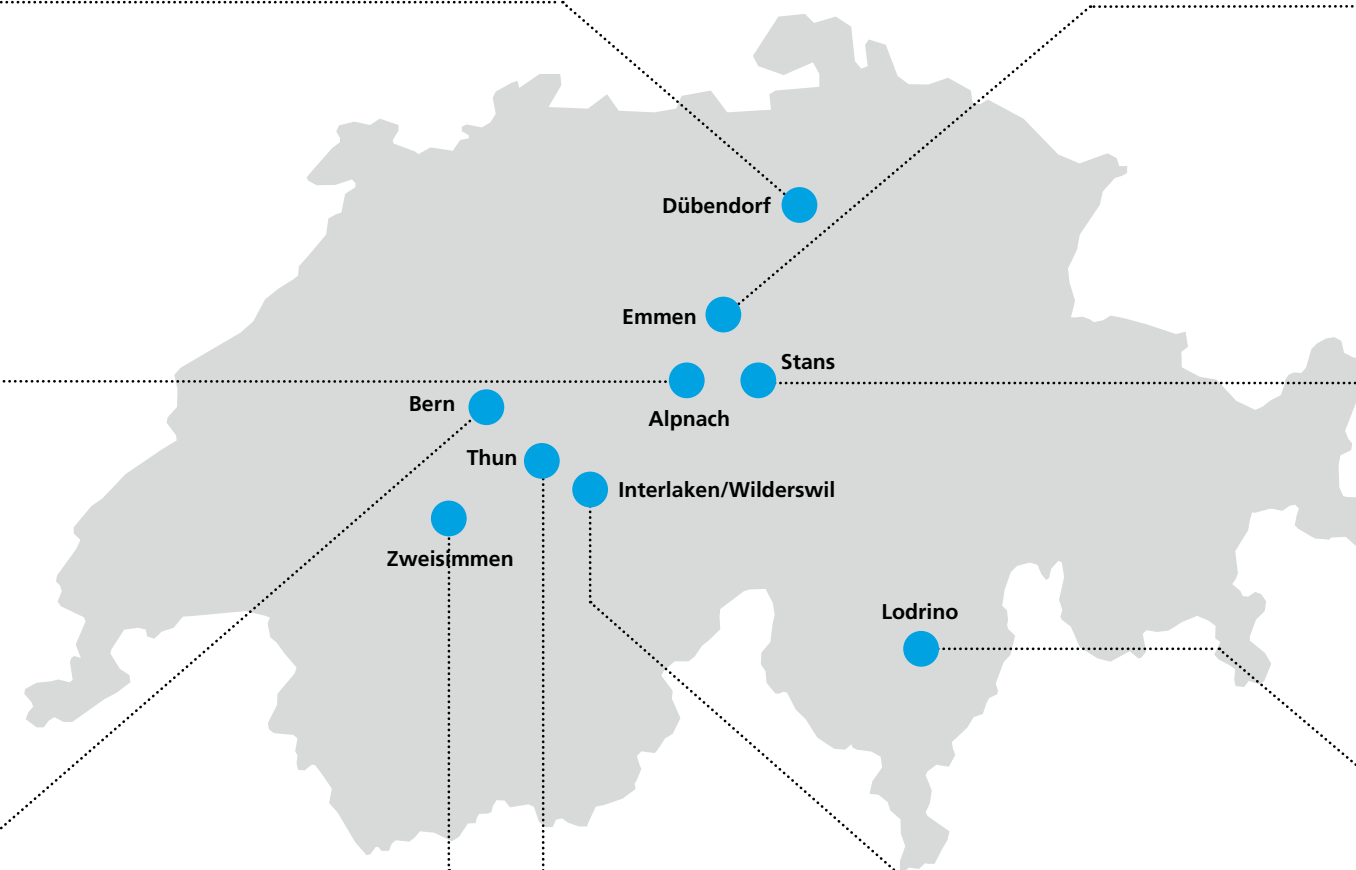 Dübendorf
Emmen
Stans
Bern
Alpnach
Thun
Interlaken/Wilderswil
Zweisimmen
Lodrino